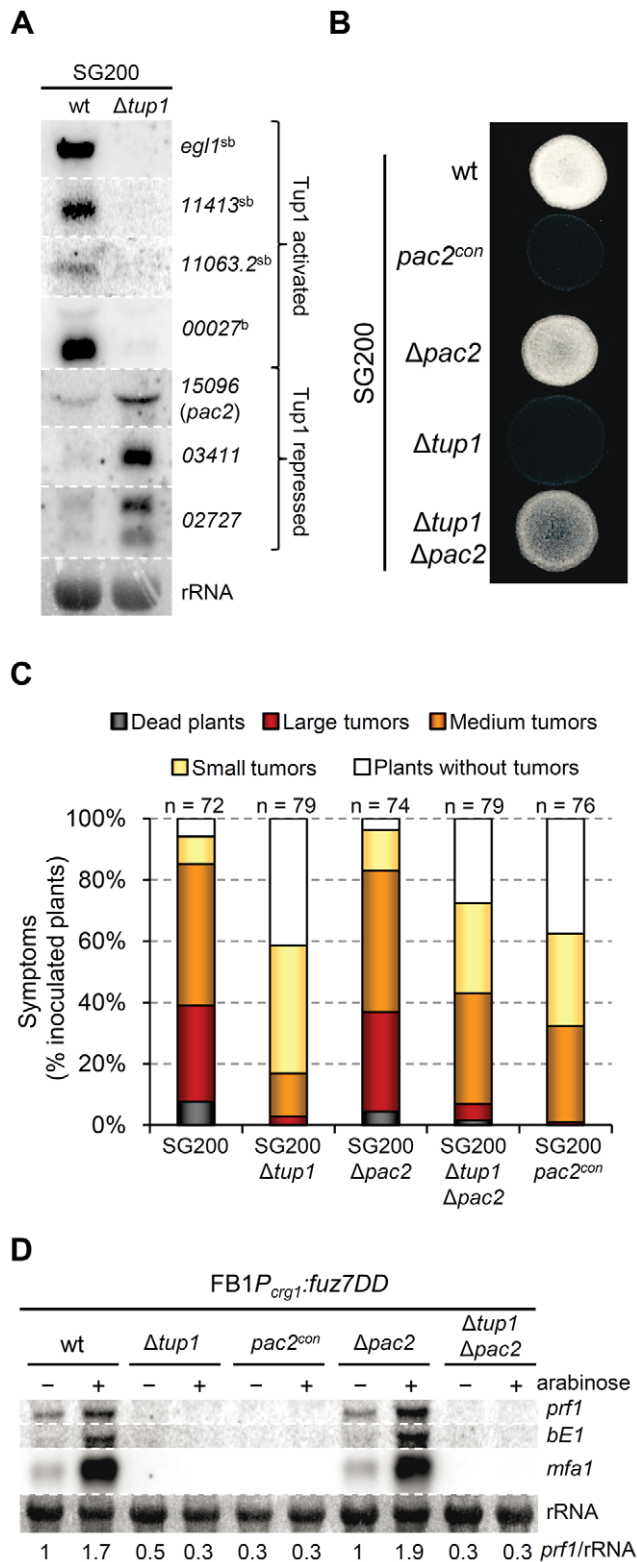 A
SG200
wt Δtup1
egl1sb
11413sb
11063.2sb
00027b
15096
(pac2)
03411
02727
rRNA
Tup1 activated
Tup1 repressed
B
SG200
wt
pac2con
Δpac2
Δtup1
Δtup1
Δpac2
C
Dead plants Large tumors Medium tumors
Small tumors Plants without tumors
n = 72 n = 79 n = 74 n = 79 n = 76
Symptoms
(% inoculated plants)
100%
80%
60%
40%
20%
0%
SG200 SG200 SG200 SG200 SG200
Δtup1 Δpac2 Δtup1 pac2con
Δpac2
D
FB1Pcrg1:fuz7DD
wt Δtup1 pac2con Δpac2 Δtup1
Δpac2
− + − + − + − + − + arabinose
prf1
bE1
mfa1
rRNA
1 1.7 0.5 0.3 0.3 0.3 1 1.9 0.3 0.3 prf1/rRNA